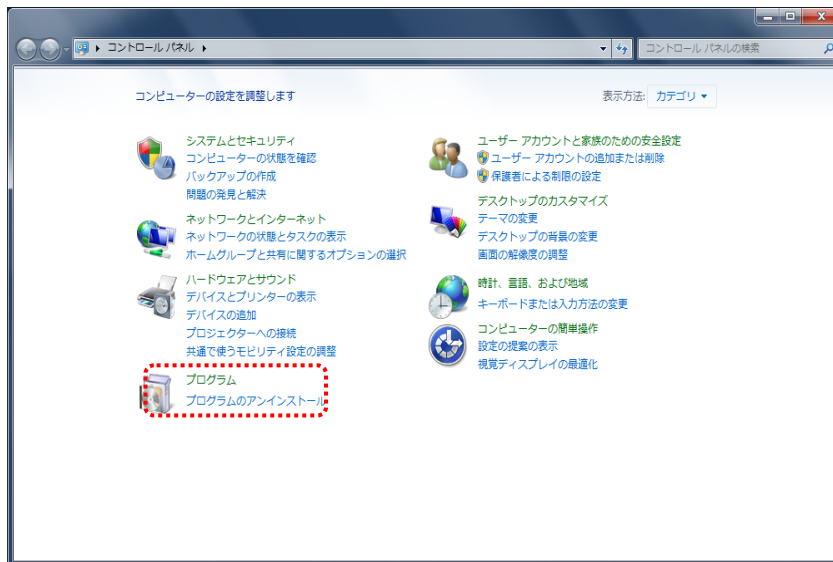 コントロール パネル
コントロール パネルの検索
コンピューターの設定を調整します
表示方法: カテゴリ
システムとセキュリティ
コンピューターの状態を確認
バックアップの作成
問題の発見と解決
ネットワークとインターネット
ネットワークの状態とタスクの表示
ホームグループと共有に関するオプションの選択
ハードウェアとサウンド
デバイスとプリンターの表示
デバイスの追加
プロジェクターへの接続
共通で使うモビリティ設定の調整
プログラム
プログラムのアンインストール
ユーザー アカウントと家族のための安全設定
ユーザー アカウントの追加または削除
保護者による制限の設定
デスクトップのカスタマイズ
テーマの変更
デスクトップの背景の変更
画面の解像度の調整
時計、言語、および地域
キーボードまたは入力方法の変更
コンピューターの簡単操作
設定の提案の表示
視覚ディスプレイの最適化